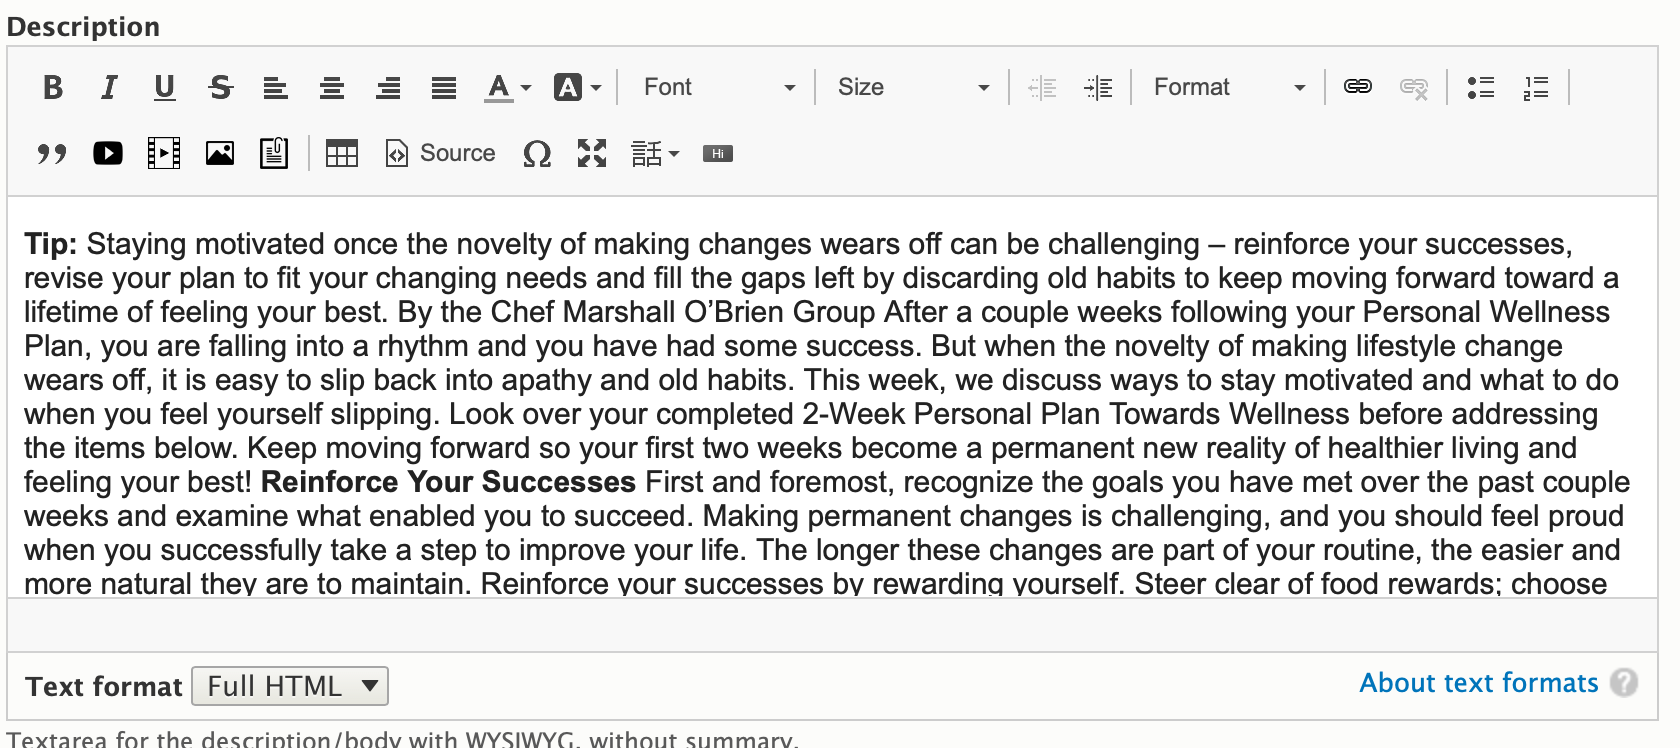 Description
B I U S A A Font Size Format
Source Ω 話 Hi
Tip: Staying motivated once the novelty of making changes wears off can be challenging – reinforce your successes,
revise your plan to fit your changing needs and fill the gaps left by discarding old habits to keep moving forward toward a
lifetime of feeling your best. By the Chef Marshall O’Brien Group After a couple weeks following your Personal Wellness
Plan, you are falling into a rhythm and you have had some success. But when the novelty of making lifestyle change
wears off, it is easy to slip back into apathy and old habits. This week, we discuss ways to stay motivated and what to do
when you feel yourself slipping. Look over your completed 2-Week Personal Plan Towards Wellness before addressing
the items below. Keep moving forward so your first two weeks become a permanent new reality of healthier living and
feeling your best! Reinforce Your Successes First and foremost, recognize the goals you have met over the past couple
weeks and examine what enabled you to succeed. Making permanent changes is challenging, and you should feel proud
when you successfully take a step to improve your life. The longer these changes are part of your routine, the easier and
more natural they are to maintain. Reinforce your successes by rewarding yourself. Steer clear of food rewards; choose
Text format Full HTML About text formats ?
Textarea for the description/body with WYSIWYG, without summary.